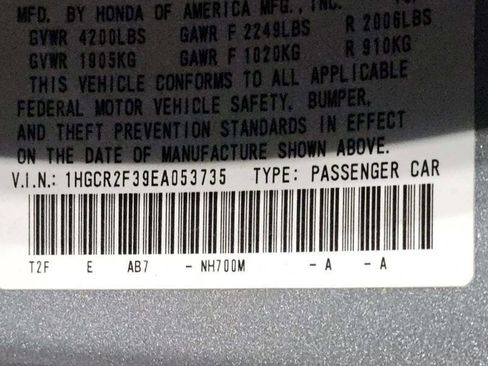 MFD. BY HONDA OF AMERICA MFG., INC.
GVWR 4200LBS GAWR F 2249LBS R 2006LBS
GVWR 1905KG GAWR F 1020KG R 910KG
THIS VEHICLE CONFORMS TO ALL APPLICABLE
FEDERAL MOTOR VEHICLE SAFETY, BUMPER,
AND THEFT PREVENTION STANDARDS IN EFFECT
ON THE DATE OF MANUFACTURE SHOWN ABOVE.
V.I.N.: 1HGCR2F39EA053735 TYPE: PASSENGER CAR
T2F E AB7 - NH700M - A - A